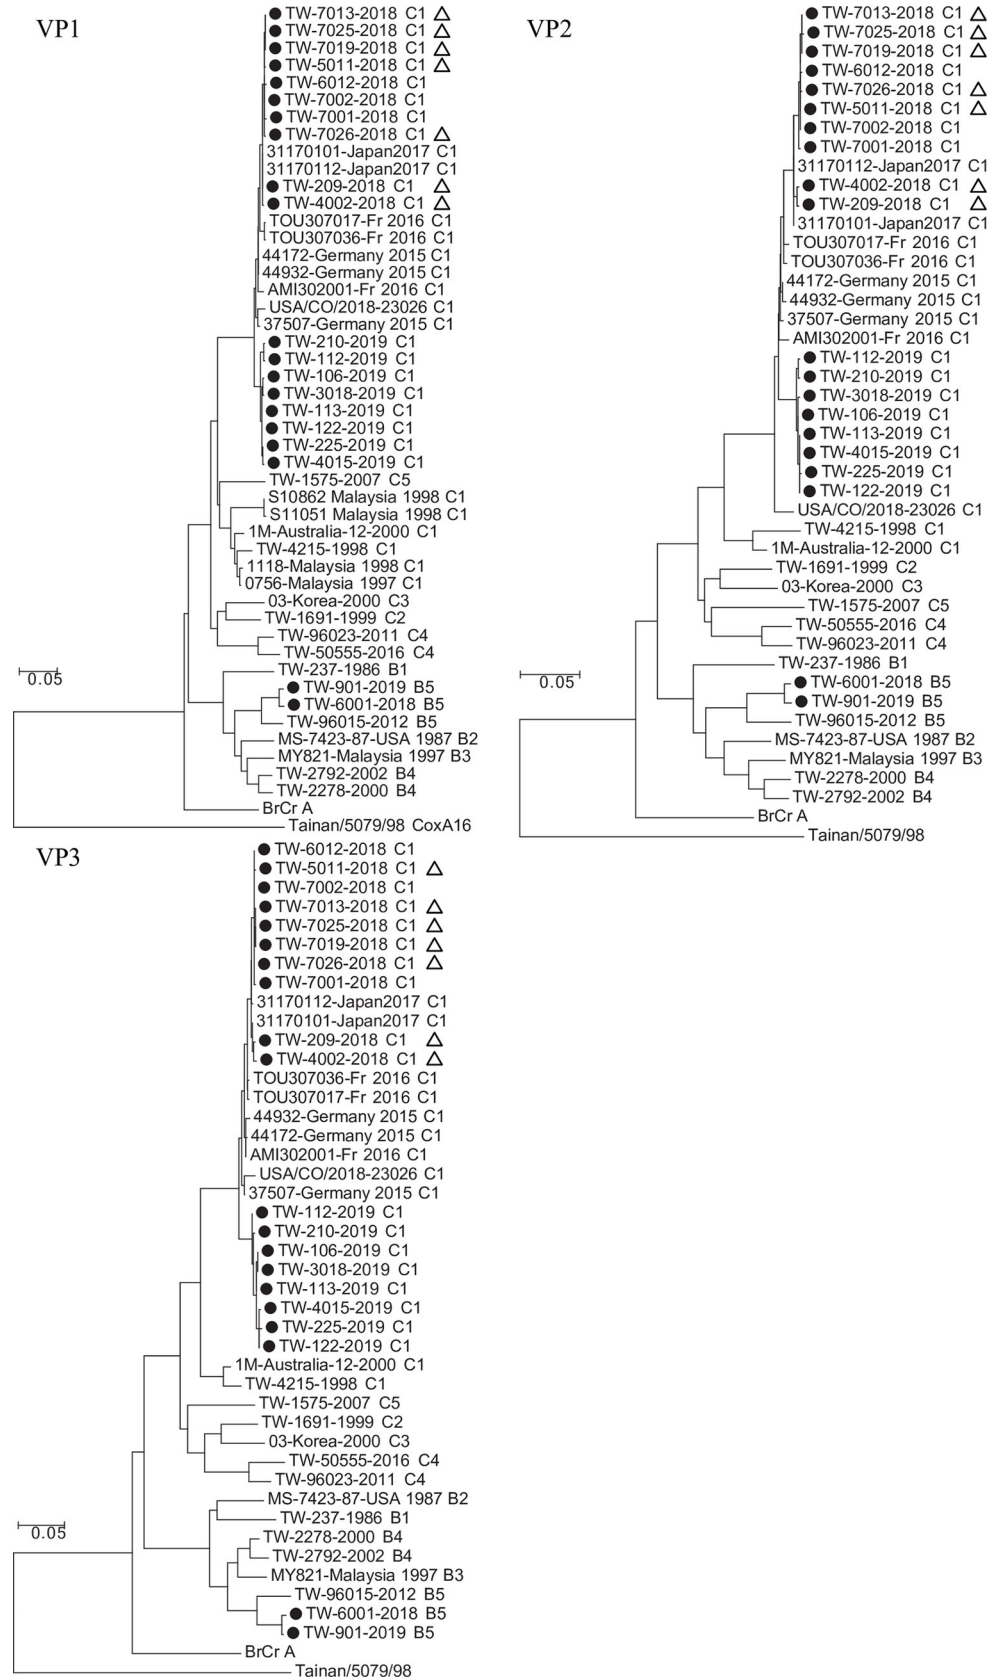 VP1
TW-7013-2018 C1
TW-7025-2018 C1
TW-7019-2018 C1
TW-5011-2018 C1
TW-6012-2018 C1
TW-7002-2018 C1
TW-7001-2018 C1
TW-7026-2018 C1
31170101-Japan2017 C1
31170112-Japan2017 C1
TW-209-2018 C1
TW-4002-2018 C1
TOU307017-Fr 2016 C1
TOU307036-Fr 2016 C1
44172-Germany 2015 C1
44932-Germany 2015 C1
AMI302001-Fr 2016 C1
USA/CO/2018-23026 C1
37507-Germany 2015 C1
TW-210-2019 C1
TW-112-2019 C1
TW-106-2019 C1
TW-3018-2019 C1
TW-113-2019 C1
TW-122-2019 C1
TW-225-2019 C1
TW-4015-2019 C1
TW-1575-2007 C5
S10862 Malaysia 1998 C1
S11051 Malaysia 1998 C1
1M-Australia-12-2000 C1
TW-4215-1998 C1
1118-Malaysia 1998 C1
0756-Malaysia 1997 C1
03-Korea-2000 C3
TW-1691-1999 C2
TW-96023-2011 C4
TW-50555-2016 C4
TW-237-1986 B1
TW-901-2019 B5
TW-6001-2018 B5
TW-96015-2012 B5
MS-7423-87-USA 1987 B2
MY821-Malaysia 1997 B3
TW-2792-2002 B4
TW-2278-2000 B4
BrCr A
Tainan/5079/98 CoxA16
0.05
VP2
TW-7013-2018 C1
TW-7025-2018 C1
TW-7019-2018 C1
TW-6012-2018 C1
TW-7026-2018 C1
TW-5011-2018 C1
TW-7002-2018 C1
TW-7001-2018 C1
31170112-Japan2017 C1
TW-4002-2018 C1
TW-209-2018 C1
31170101-Japan2017 C1
TOU307017-Fr 2016 C1
TOU307036-Fr 2016 C1
44172-Germany 2015 C1
44932-Germany 2015 C1
37507-Germany 2015 C1
AMI302001-Fr 2016 C1
TW-112-2019 C1
TW-210-2019 C1
TW-3018-2019 C1
TW-106-2019 C1
TW-113-2019 C1
TW-4015-2019 C1
TW-225-2019 C1
TW-122-2019 C1
USA/CO/2018-23026 C1
TW-4215-1998 C1
1M-Australia-12-2000 C1
TW-1691-1999 C2
03-Korea-2000 C3
TW-1575-2007 C5
TW-50555-2016 C4
TW-96023-2011 C4
TW-237-1986 B1
TW-6001-2018 B5
TW-901-2019 B5
TW-96015-2012 B5
MS-7423-87-USA 1987 B2
MY821-Malaysia 1997 B3
TW-2278-2000 B4
TW-2792-2002 B4
BrCr A
Tainan/5079/98
0.05
VP3
TW-6012-2018 C1
TW-5011-2018 C1
TW-7002-2018 C1
TW-7013-2018 C1
TW-7025-2018 C1
TW-7019-2018 C1
TW-7026-2018 C1
TW-7001-2018 C1
31170112-Japan2017 C1
31170101-Japan2017 C1
TW-209-2018 C1
TW-4002-2018 C1
TOU307036-Fr 2016 C1
TOU307017-Fr 2016 C1
44932-Germany 2015 C1
44172-Germany 2015 C1
AMI302001-Fr 2016 C1
USA/CO/2018-23026 C1
37507-Germany 2015 C1
TW-112-2019 C1
TW-210-2019 C1
TW-106-2019 C1
TW-3018-2019 C1
TW-113-2019 C1
TW-4015-2019 C1
TW-225-2019 C1
TW-122-2019 C1
1M-Australia-12-2000 C1
TW-4215-1998 C1
TW-1575-2007 C5
TW-1691-1999 C2
03-Korea-2000 C3
TW-50555-2016 C4
TW-96023-2011 C4
MS-7423-87-USA 1987 B2
TW-237-1986 B1
TW-2278-2000 B4
TW-2792-2002 B4
MY821-Malaysia 1997 B3
TW-96015-2012 B5
TW-6001-2018 B5
TW-901-2019 B5
BrCr A
Tainan/5079/98
0.05